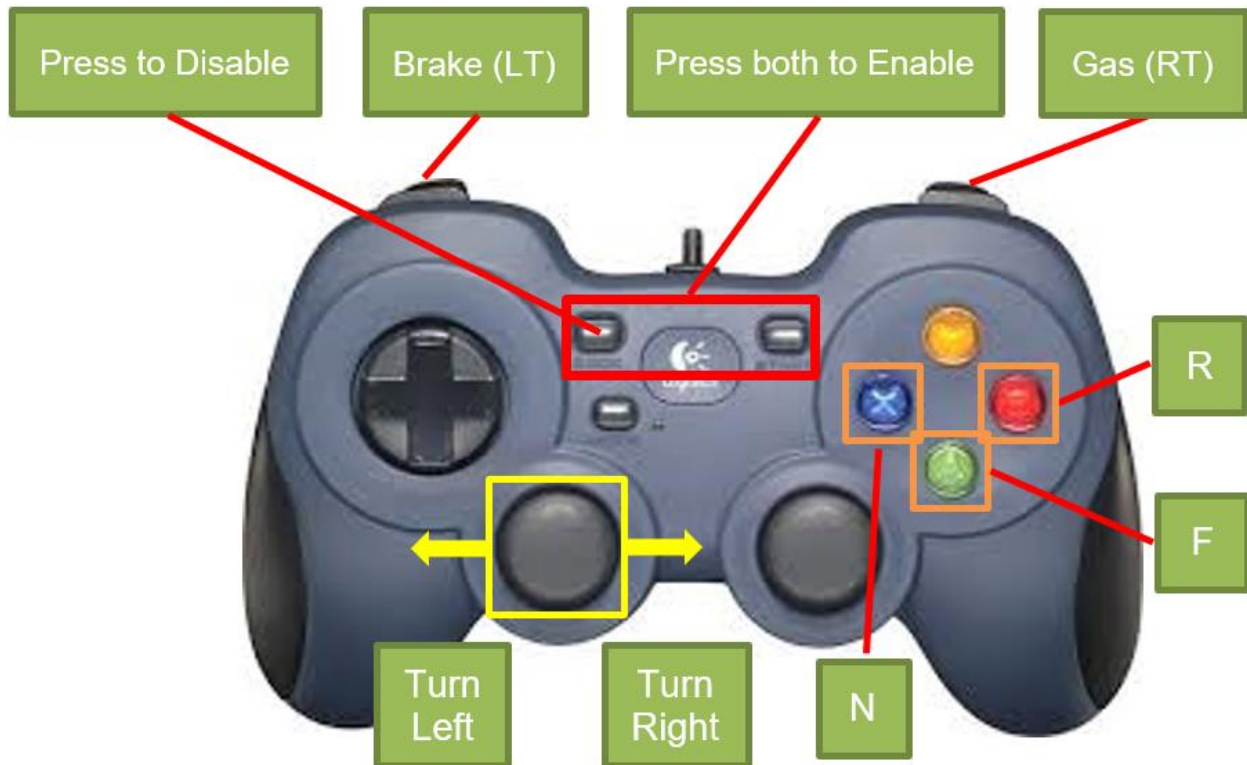 Press to Disable
Brake (LT)
Press both to Enable
Gas (RT)
X
R
F
Turn
Left
Turn
Right
N